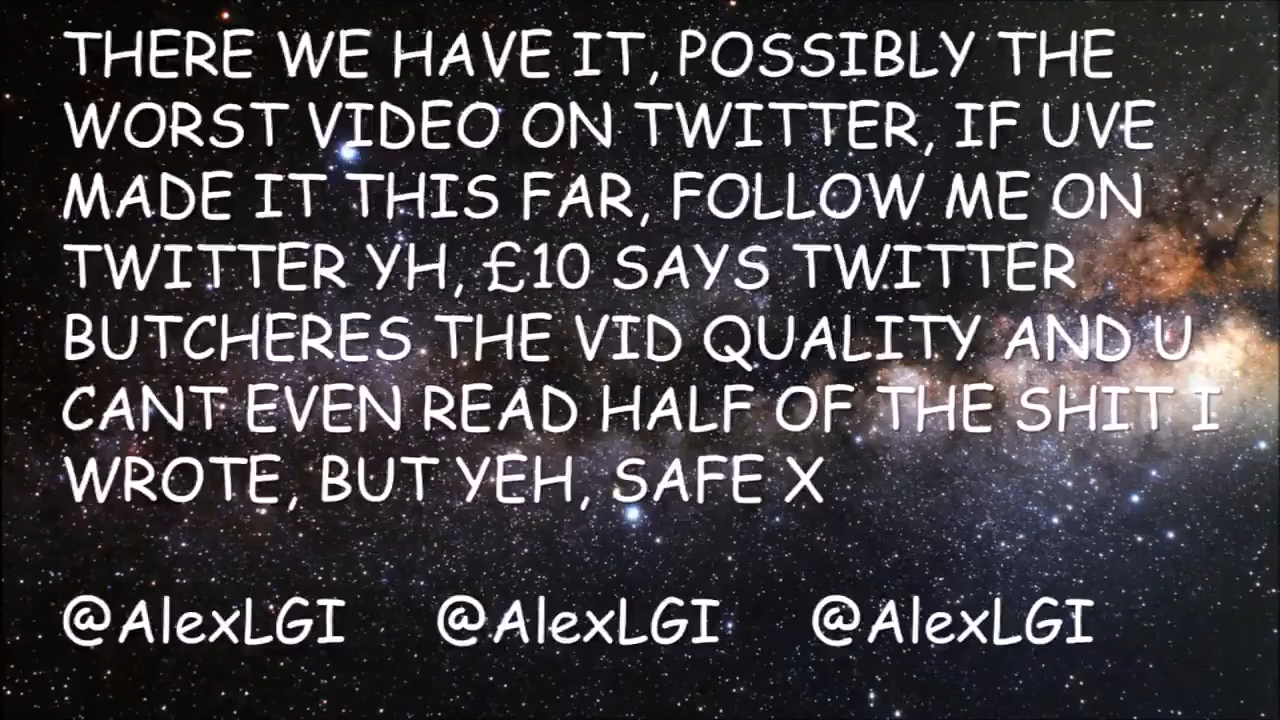 THERE WE HAVE IT, POSSIBLY THE
WORST VIDEO ON TWITTER, IF UVE
MADE IT THIS FAR, FOLLOW ME ON
TWITTER YH, £10 SAYS TWITTER
BUTCHERES THE VID QUALITY AND U
CANT EVEN READ HALF OF THE SHIT I
WROTE, BUT YEH, SAFE X
@AlexLGI @AlexLGI @AlexLGI